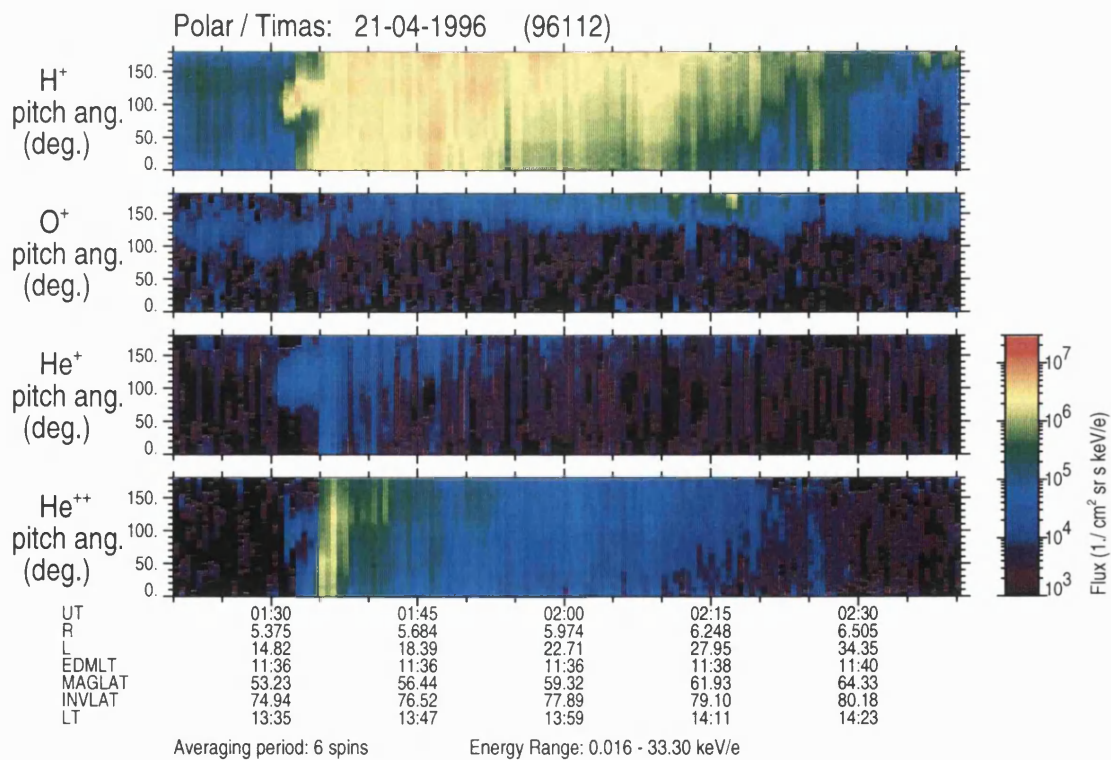 Polar / Timas: 21-04-1996 (96112)
H+
pitch ang.
(deg.)
150.
100.
50.
0.
O+
pitch ang.
(deg.)
150.
100.
50.
0.
He+
pitch ang.
(deg.)
150.
100.
50.
0.
He++
pitch ang.
(deg.)
150.
100.
50.
0.
10^7
10^6
10^5
10^4
10^3
Flux (1./ cm² sr s keV/e)
UT 01:30 01:45 02:00 02:15 02:30
R 5.375 5.684 5.974 6.248 6.505
L 14.82 18.39 22.71 27.95 34.35
EDMLT 11:36 11:36 11:36 11:38 11:40
MAGLAT 53.23 56.44 59.32 61.93 64.33
INVLAT 74.94 76.52 77.89 79.10 80.18
LT 13:35 13:47 13:59 14:11 14:23
Averaging period: 6 spins Energy Range: 0.016 - 33.30 keV/e